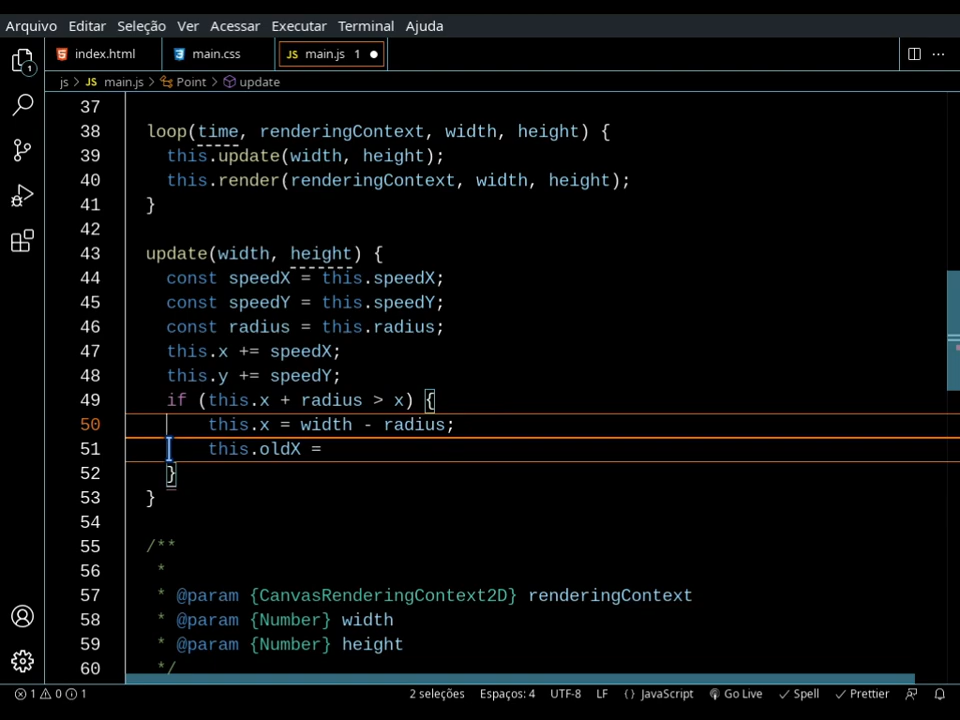 Arquivo Editar Seleção Ver Acessar Executar Terminal Ajuda
index.html main.css JS main.js 1
js > JS main.js > Point > update
37
38 loop(time, renderingContext, width, height) {
39 this.update(width, height);
40 this.render(renderingContext, width, height);
41 }
42
43 update(width, height) {
44 const speedX = this.speedX;
45 const speedY = this.speedY;
46 const radius = this.radius;
47 this.x += speedX;
48 this.y += speedY;
49 if (this.x + radius > x) {
50 this.x = width - radius;
51 this.oldX =
52 }
53 }
54
55 /**
56 *
57 * @param {CanvasRenderingContext2D} renderingContext
58 * @param {Number} width
59 * @param {Number} height
60 */
1 0 1 2 seleções Espaços: 4 UTF-8 LF {} JavaScript Go Live Spell Prettier